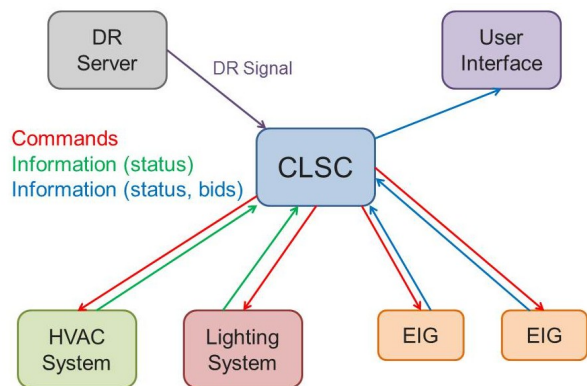 DR
Server
User
Interface
DR Signal
Commands
Information (status)
Information (status, bids)
CLSC
HVAC
System
Lighting
System
EIG
EIG